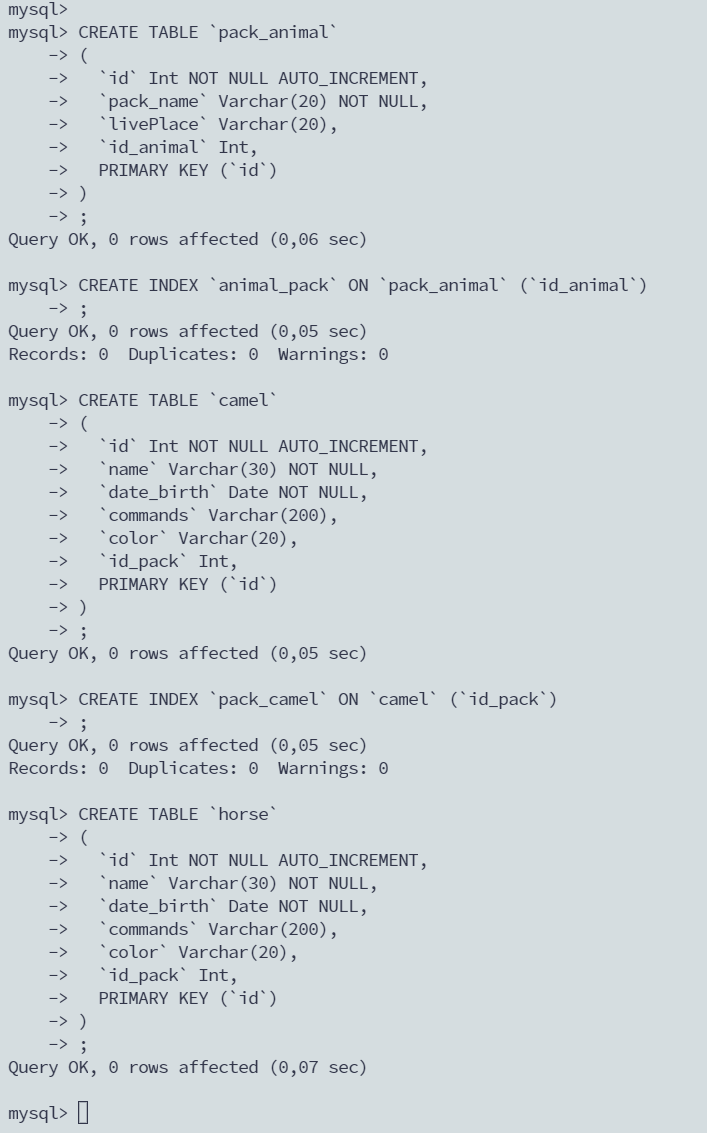 mysql>
mysql> CREATE TABLE `pack_animal`
    -> (
    ->   `id` Int NOT NULL AUTO_INCREMENT,
    ->   `pack_name` Varchar(20) NOT NULL,
    ->   `livePlace` Varchar(20),
    ->   `id_animal` Int,
    ->   PRIMARY KEY (`id`)
    -> )
    -> ;
Query OK, 0 rows affected (0,06 sec)

mysql> CREATE INDEX `animal_pack` ON `pack_animal` (`id_animal`)
    -> ;
Query OK, 0 rows affected (0,05 sec)
Records: 0  Duplicates: 0  Warnings: 0

mysql> CREATE TABLE `camel`
    -> (
    ->   `id` Int NOT NULL AUTO_INCREMENT,
    ->   `name` Varchar(30) NOT NULL,
    ->   `date_birth` Date NOT NULL,
    ->   `commands` Varchar(200),
    ->   `color` Varchar(20),
    ->   `id_pack` Int,
    ->   PRIMARY KEY (`id`)
    -> )
    -> ;
Query OK, 0 rows affected (0,05 sec)

mysql> CREATE INDEX `pack_camel` ON `camel` (`id_pack`)
    -> ;
Query OK, 0 rows affected (0,05 sec)
Records: 0  Duplicates: 0  Warnings: 0

mysql> CREATE TABLE `horse`
    -> (
    ->   `id` Int NOT NULL AUTO_INCREMENT,
    ->   `name` Varchar(30) NOT NULL,
    ->   `date_birth` Date NOT NULL,
    ->   `commands` Varchar(200),
    ->   `color` Varchar(20),
    ->   `id_pack` Int,
    ->   PRIMARY KEY (`id`)
    -> )
    -> ;
Query OK, 0 rows affected (0,07 sec)

mysql>